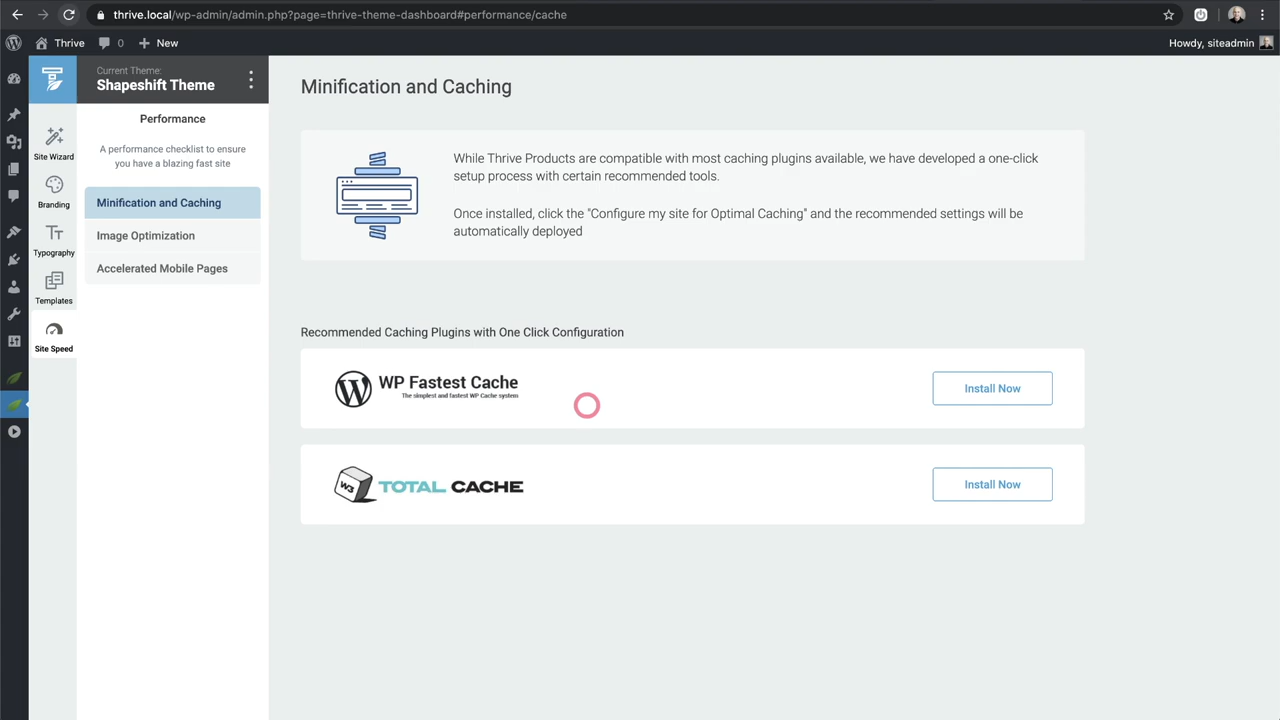 thrive.local/wp-admin/admin.php?page=thrive-theme-dashboard#performance/cache
Thrive
0
New
Howdy, siteadmin
Current Theme:
Shapeshift Theme
Performance
A performance checklist to ensure
you have a blazing fast site
Site Wizard
Branding
Typography
Templates
Site Speed
Minification and Caching
Image Optimization
Accelerated Mobile Pages
Minification and Caching
While Thrive Products are compatible with most caching plugins available, we have developed a one-click
setup process with certain recommended tools.
Once installed, click the "Configure my site for Optimal Caching" and the recommended settings will be
automatically deployed
Recommended Caching Plugins with One Click Configuration
WP Fastest Cache
The simplest and fastest WP Cache system
Install Now
W3 TOTAL CACHE
Install Now